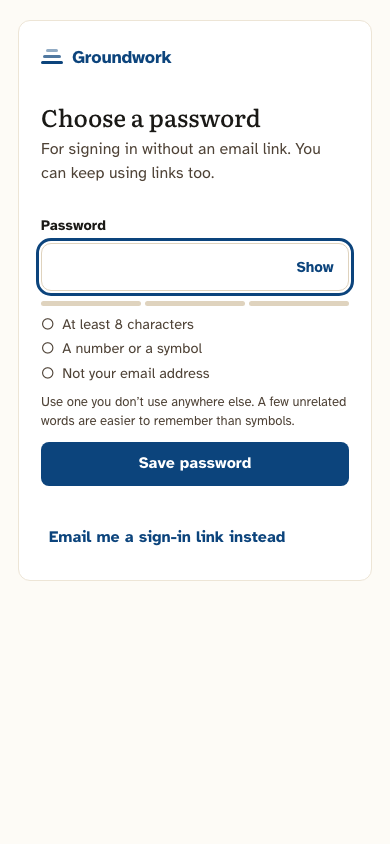 Groundwork
Choose a password
For signing in without an email link. You
can keep using links too.
Password
Show
At least 8 characters
A number or a symbol
Not your email address
Use one you don’t use anywhere else. A few unrelated
words are easier to remember than symbols.
Save password
Email me a sign-in link instead